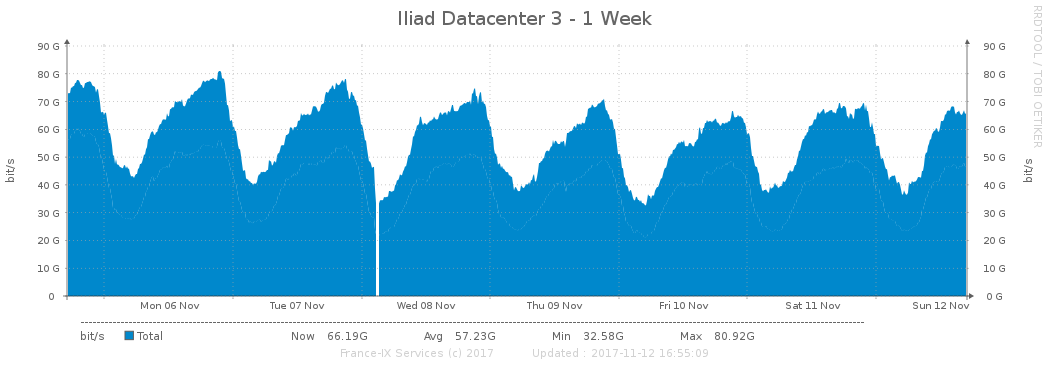 Iliad Datacenter 3 - 1 Week
RRDTOOL / TOBI OETIKER
90 G 90 G
80 G 80 G
70 G 70 G
60 G 60 G
50 G 50 G
40 G 40 G
30 G 30 G
20 G 20 G
10 G 10 G
0 0 G
bit/s bit/s
Mon 06 Nov Tue 07 Nov Wed 08 Nov Thu 09 Nov Fri 10 Nov Sat 11 Nov Sun 12 Nov
bit/s Total Now 66.19G Avg 57.23G Min 32.58G Max 80.92G
France-IX Services (c) 2017 Updated : 2017-11-12 16:55:09